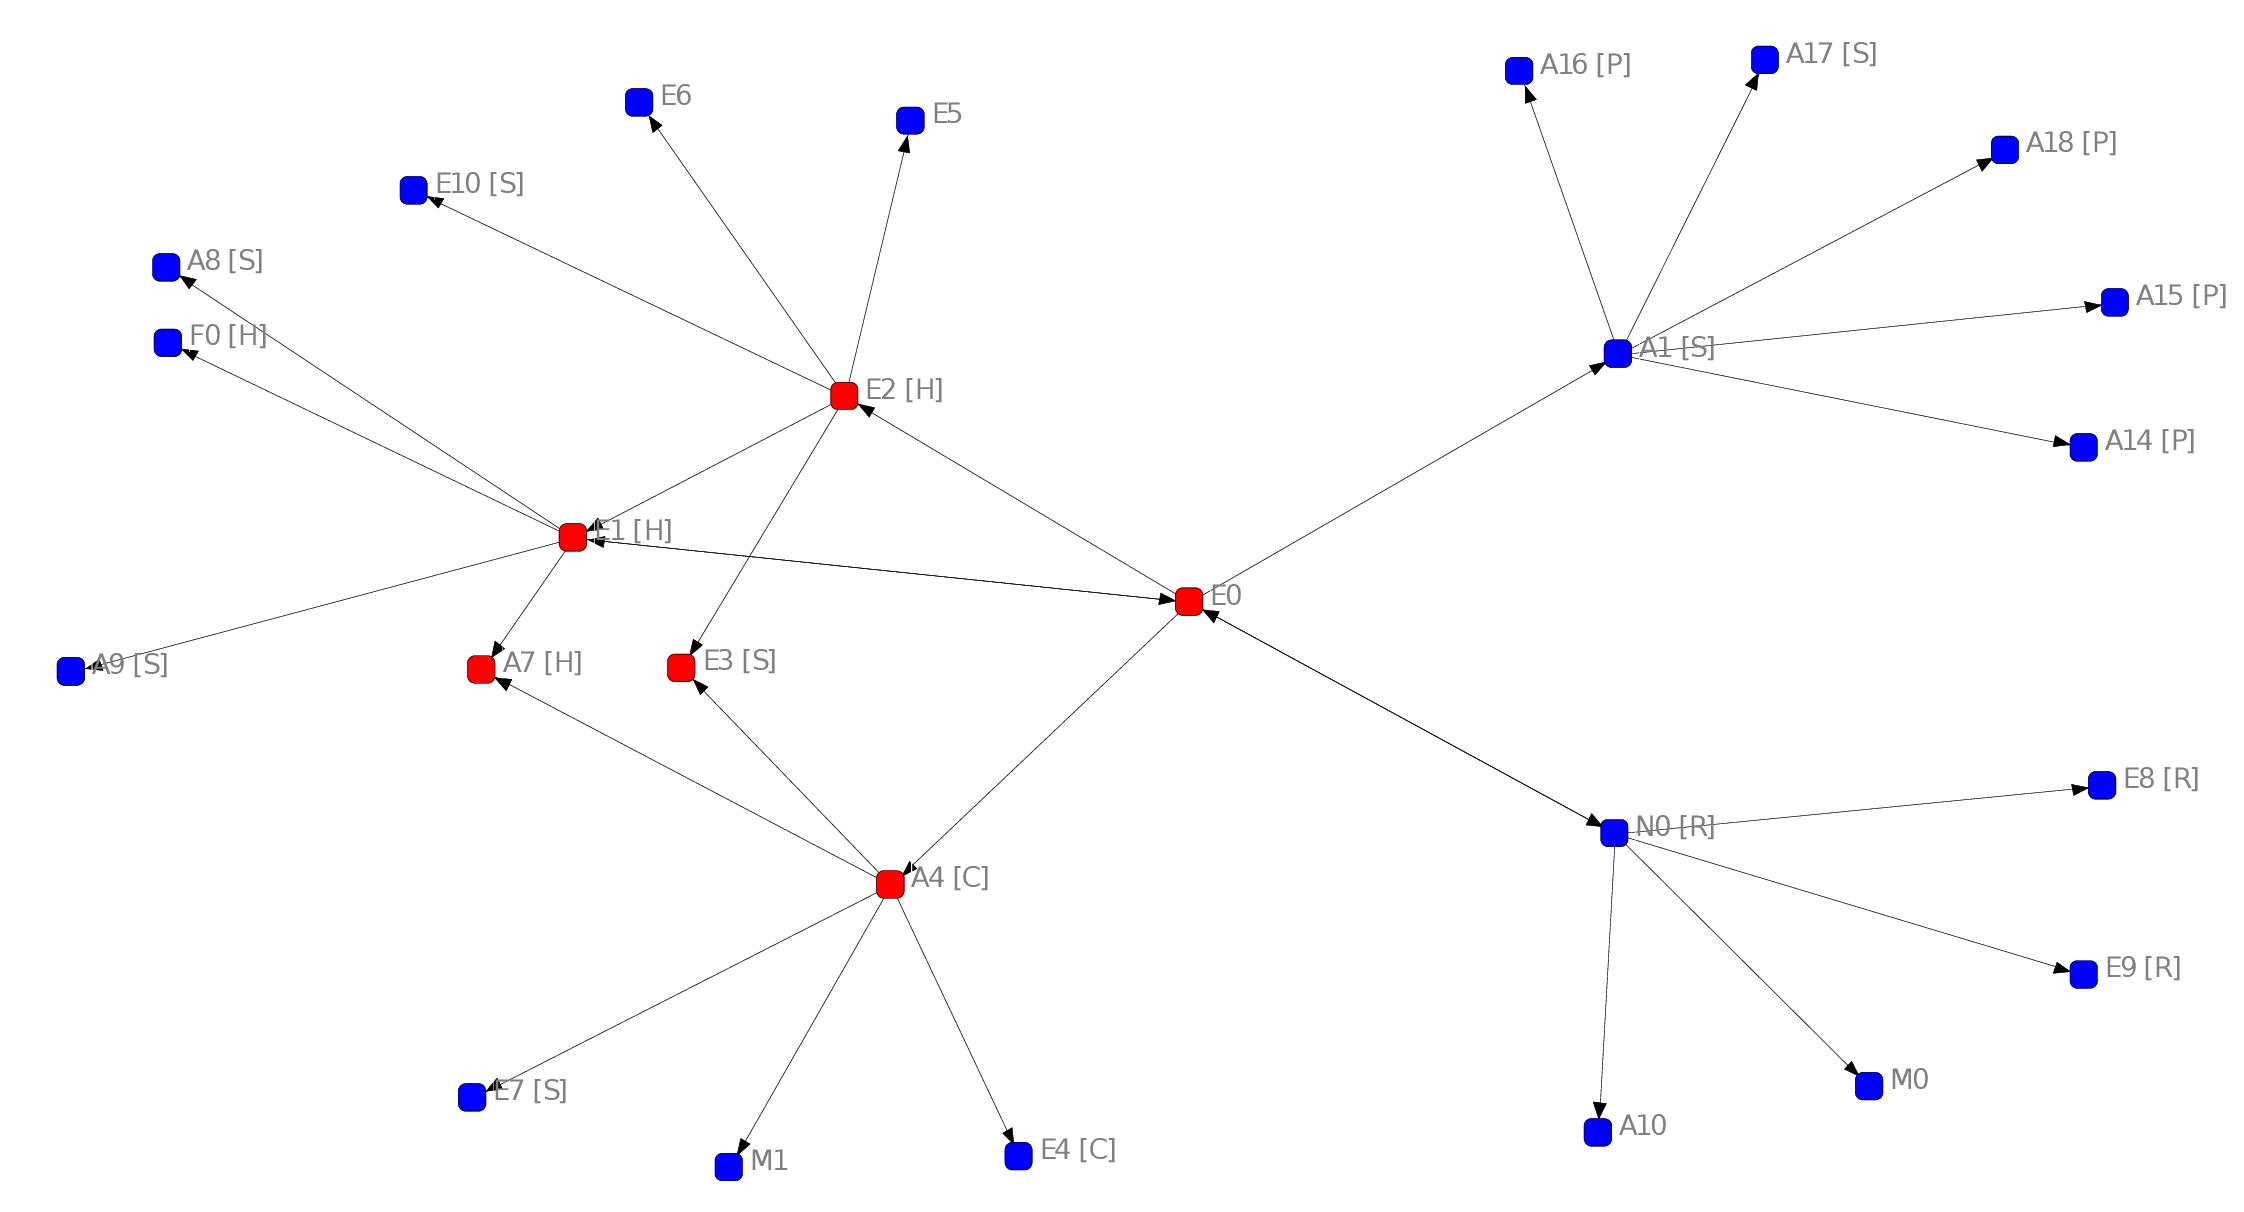 A17 [S]
A16 [P]
E6
E5
A18 [P]
E10 [S]
A8 [S]
A15 [P]
F0 [H]
A1 [S]
E2 [H]
A14 [P]
E1 [H]
E0
E3 [S]
A7 [H]
A9 [S]
E8 [R]
N0 [R]
A4 [C]
E9 [R]
M0
E7 [S]
A10
E4 [C]
M1